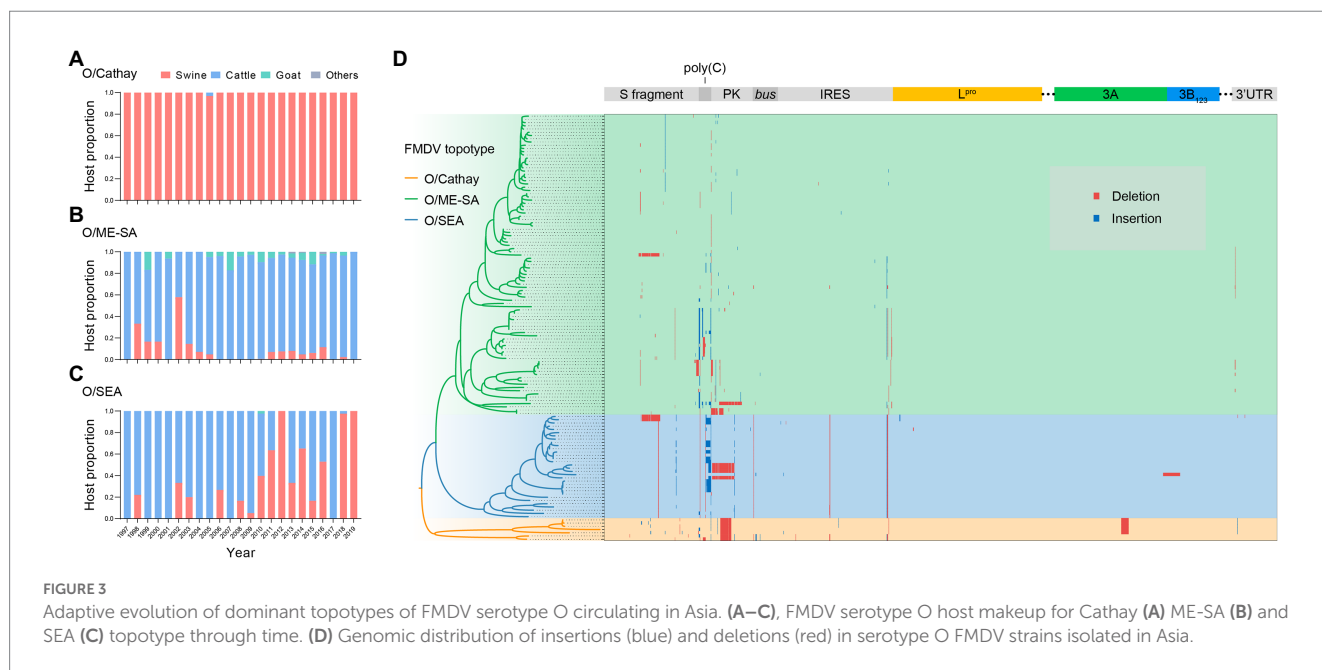 A
O/Cathay
Swine Cattle Goat Others
Host proportion
1.0
0.8
0.6
0.4
0.2
0.0
B
O/ME-SA
Host proportion
1.0
0.8
0.6
0.4
0.2
0.0
C
O/SEA
Host proportion
1.0
0.8
0.6
0.4
0.2
0.0
1997 1998 1999 2000 2001 2002 2003 2004 2005 2006 2007 2008 2009 2010 2011 2012 2013 2014 2015 2016 2017 2018 2019
Year
D
poly(C)
S fragment PK bus IRES Lpro 3A 3B123 3'UTR
FMDV topotype
O/Cathay
O/ME-SA
O/SEA
Deletion
Insertion
FIGURE 3
Adaptive evolution of dominant topotypes of FMDV serotype O circulating in Asia. (A–C), FMDV serotype O host makeup for Cathay (A) ME-SA (B) and
SEA (C) topotype through time. (D) Genomic distribution of insertions (blue) and deletions (red) in serotype O FMDV strains isolated in Asia.